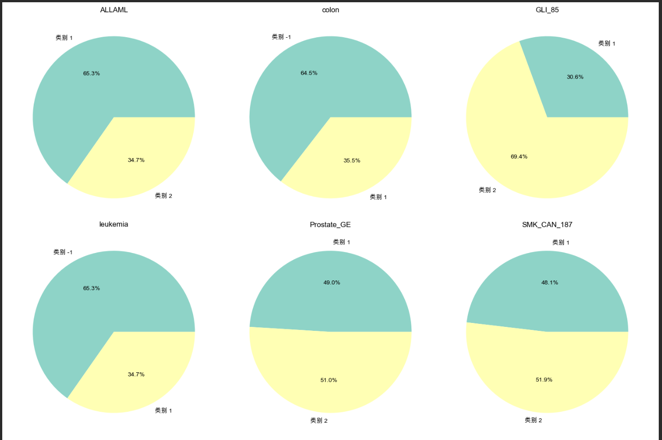 ALLAML
colon
GLI_85
类别 1
65.3%
34.7%
类别 2
类别 -1
64.5%
35.5%
类别 1
类别 1
30.6%
69.4%
类别 2
leukemia
Prostate_GE
SMK_CAN_187
类别 -1
65.3%
34.7%
类别 1
类别 1
49.0%
51.0%
类别 2
类别 1
48.1%
51.9%
类别 2